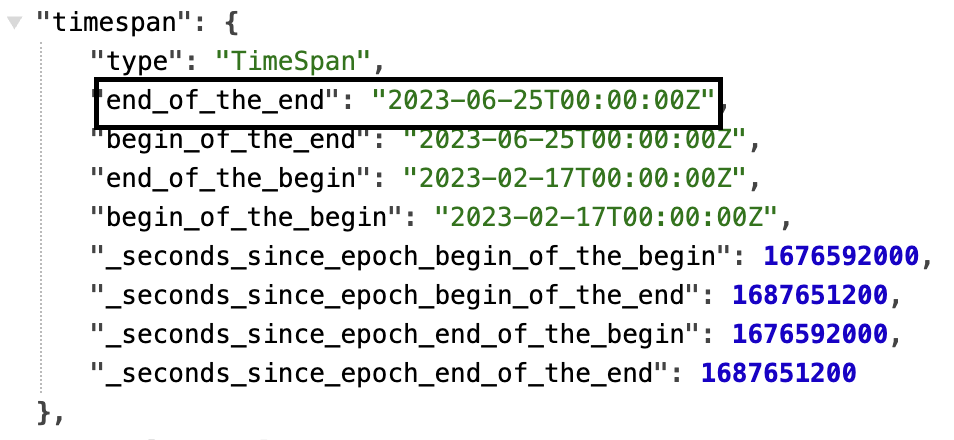 "timespan": {
"type": "TimeSpan",
"end_of_the_end": "2023-06-25T00:00:00Z",
"begin_of_the_end": "2023-06-25T00:00:00Z",
"end_of_the_begin": "2023-02-17T00:00:00Z",
"begin_of_the_begin": "2023-02-17T00:00:00Z",
"_seconds_since_epoch_begin_of_the_begin": 1676592000,
"_seconds_since_epoch_begin_of_the_end": 1687651200,
"_seconds_since_epoch_end_of_the_begin": 1676592000,
"_seconds_since_epoch_end_of_the_end": 1687651200
},